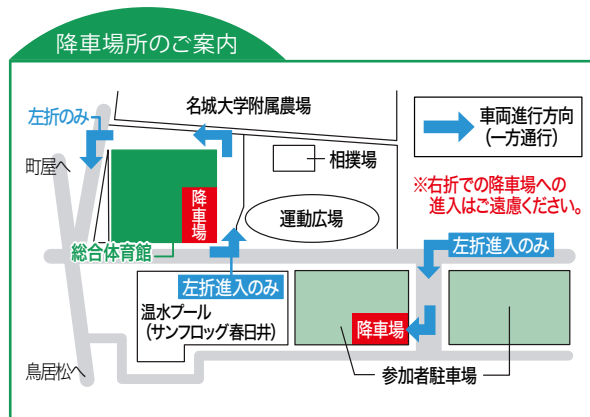 降車場所のご案内
名城大学附属農場
左折のみ
車両進行方向
(一方通行)
町屋へ
相撲場
※右折での降車場への
進入はご遠慮ください。
降車場
運動広場
総合体育館
左折進入のみ
左折進入のみ
温水プール
(サンフロッグ春日井)
降車場
鳥居松へ
参加者駐車場